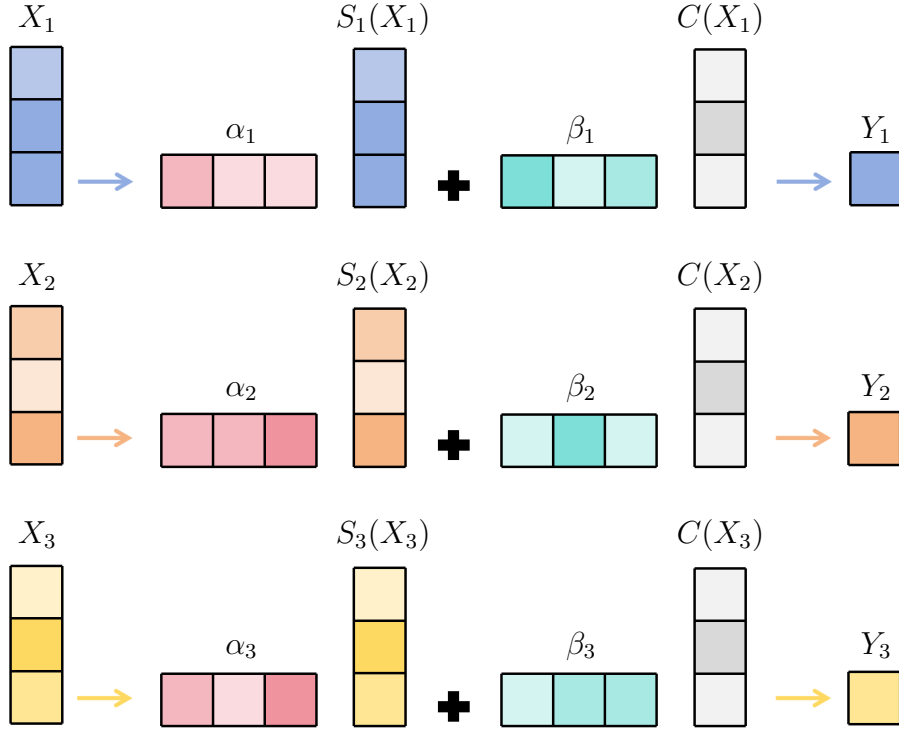 X₁ S₁(X₁) C(X₁)
α₁ β₁ Y₁
X₂ S₂(X₂) C(X₂)
α₂ β₂ Y₂
X₃ S₃(X₃) C(X₃)
α₃ β₃ Y₃